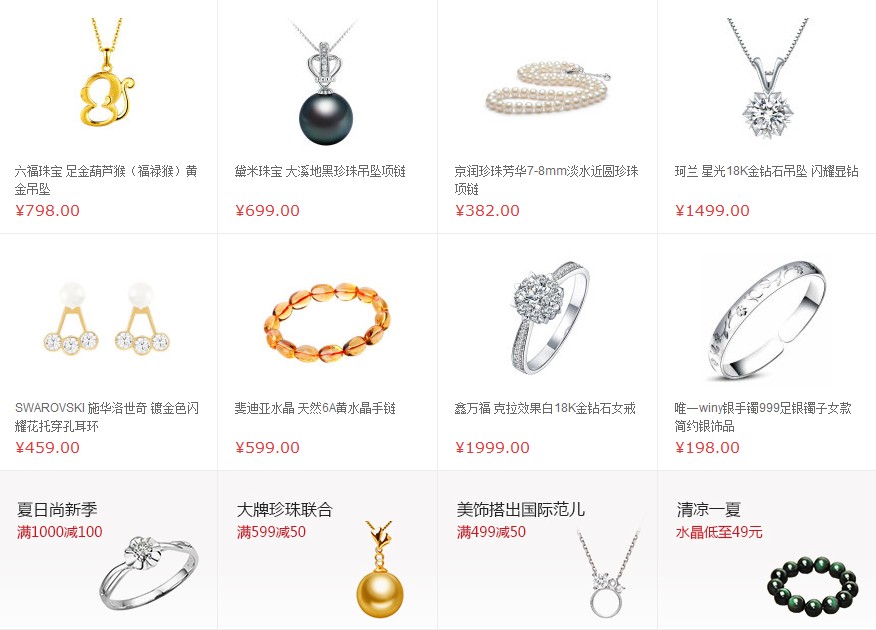 六福珠宝 足金葫芦猴（福禄猴）黄
金吊坠
¥798.00
黛米珠宝 大溪地黑珍珠吊坠项链
¥699.00
京润珍珠芳华7-8mm淡水近圆珍珠
项链
¥382.00
珂兰 星光18K金钻石吊坠 闪耀显钻
¥1499.00
SWAROVSKI 施华洛世奇 镀金色闪
耀花托穿孔耳环
¥459.00
斐迪亚水晶 天然6A黄水晶手链
¥599.00
鑫万福 克拉效果白18K金钻石女戒
¥1999.00
唯一winy银手镯999足银镯子女款
简约银饰品
¥198.00
夏日尚新季
满1000减100
大牌珍珠联合
满599减50
美饰搭出国际范儿
满499减50
清凉一夏
水晶低至49元